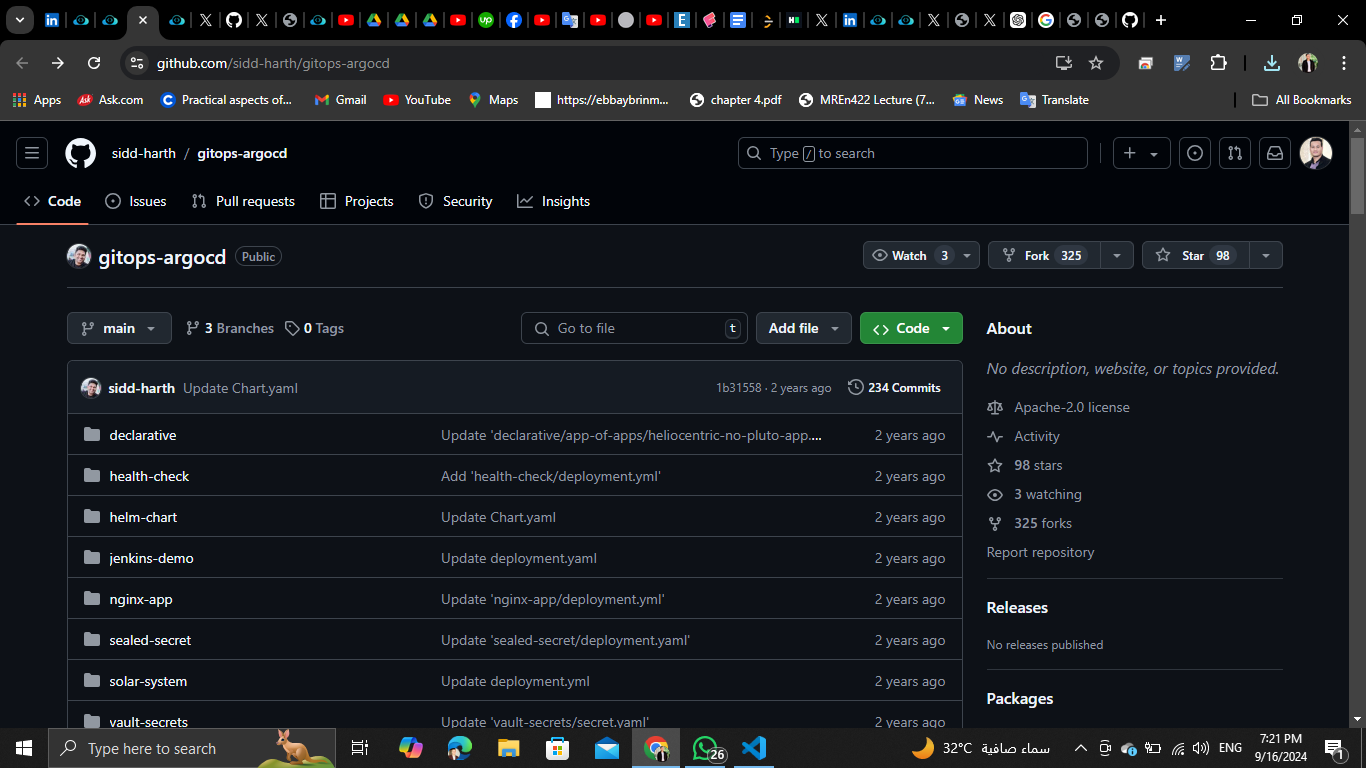 github.com/sidd-harth/gitops-argocd
Apps
Ask.com
Practical aspects of...
Gmail
YouTube
Maps
https://ebbaybrinm...
chapter 4.pdf
MREn422 Lecture (7...
News
Translate
All Bookmarks
sidd-harth / gitops-argocd
Type / to search
Code
Issues
Pull requests
Projects
Security
Insights
gitops-argocd Public
Watch 3
Fork 325
Star 98
main
3 Branches
0 Tags
Go to file t
Add file
Code
sidd-harth Update Chart.yaml 1b31558 · 2 years ago 234 Commits
declarative Update 'declarative/app-of-apps/heliocentric-no-pluto-app.... 2 years ago
health-check Add 'health-check/deployment.yml' 2 years ago
helm-chart Update Chart.yaml 2 years ago
jenkins-demo Update deployment.yaml 2 years ago
nginx-app Update 'nginx-app/deployment.yml' 2 years ago
sealed-secret Update 'sealed-secret/deployment.yaml' 2 years ago
solar-system Update deployment.yml 2 years ago
vault-secrets Update 'vault-secrets/secret.yaml' 2 years ago
About
No description, website, or topics provided.
Apache-2.0 license
Activity
98 stars
3 watching
325 forks
Report repository
Releases
No releases published
Packages
Type here to search
26
32°C سماء صافية
ENG
7:21 PM
9/16/2024
1